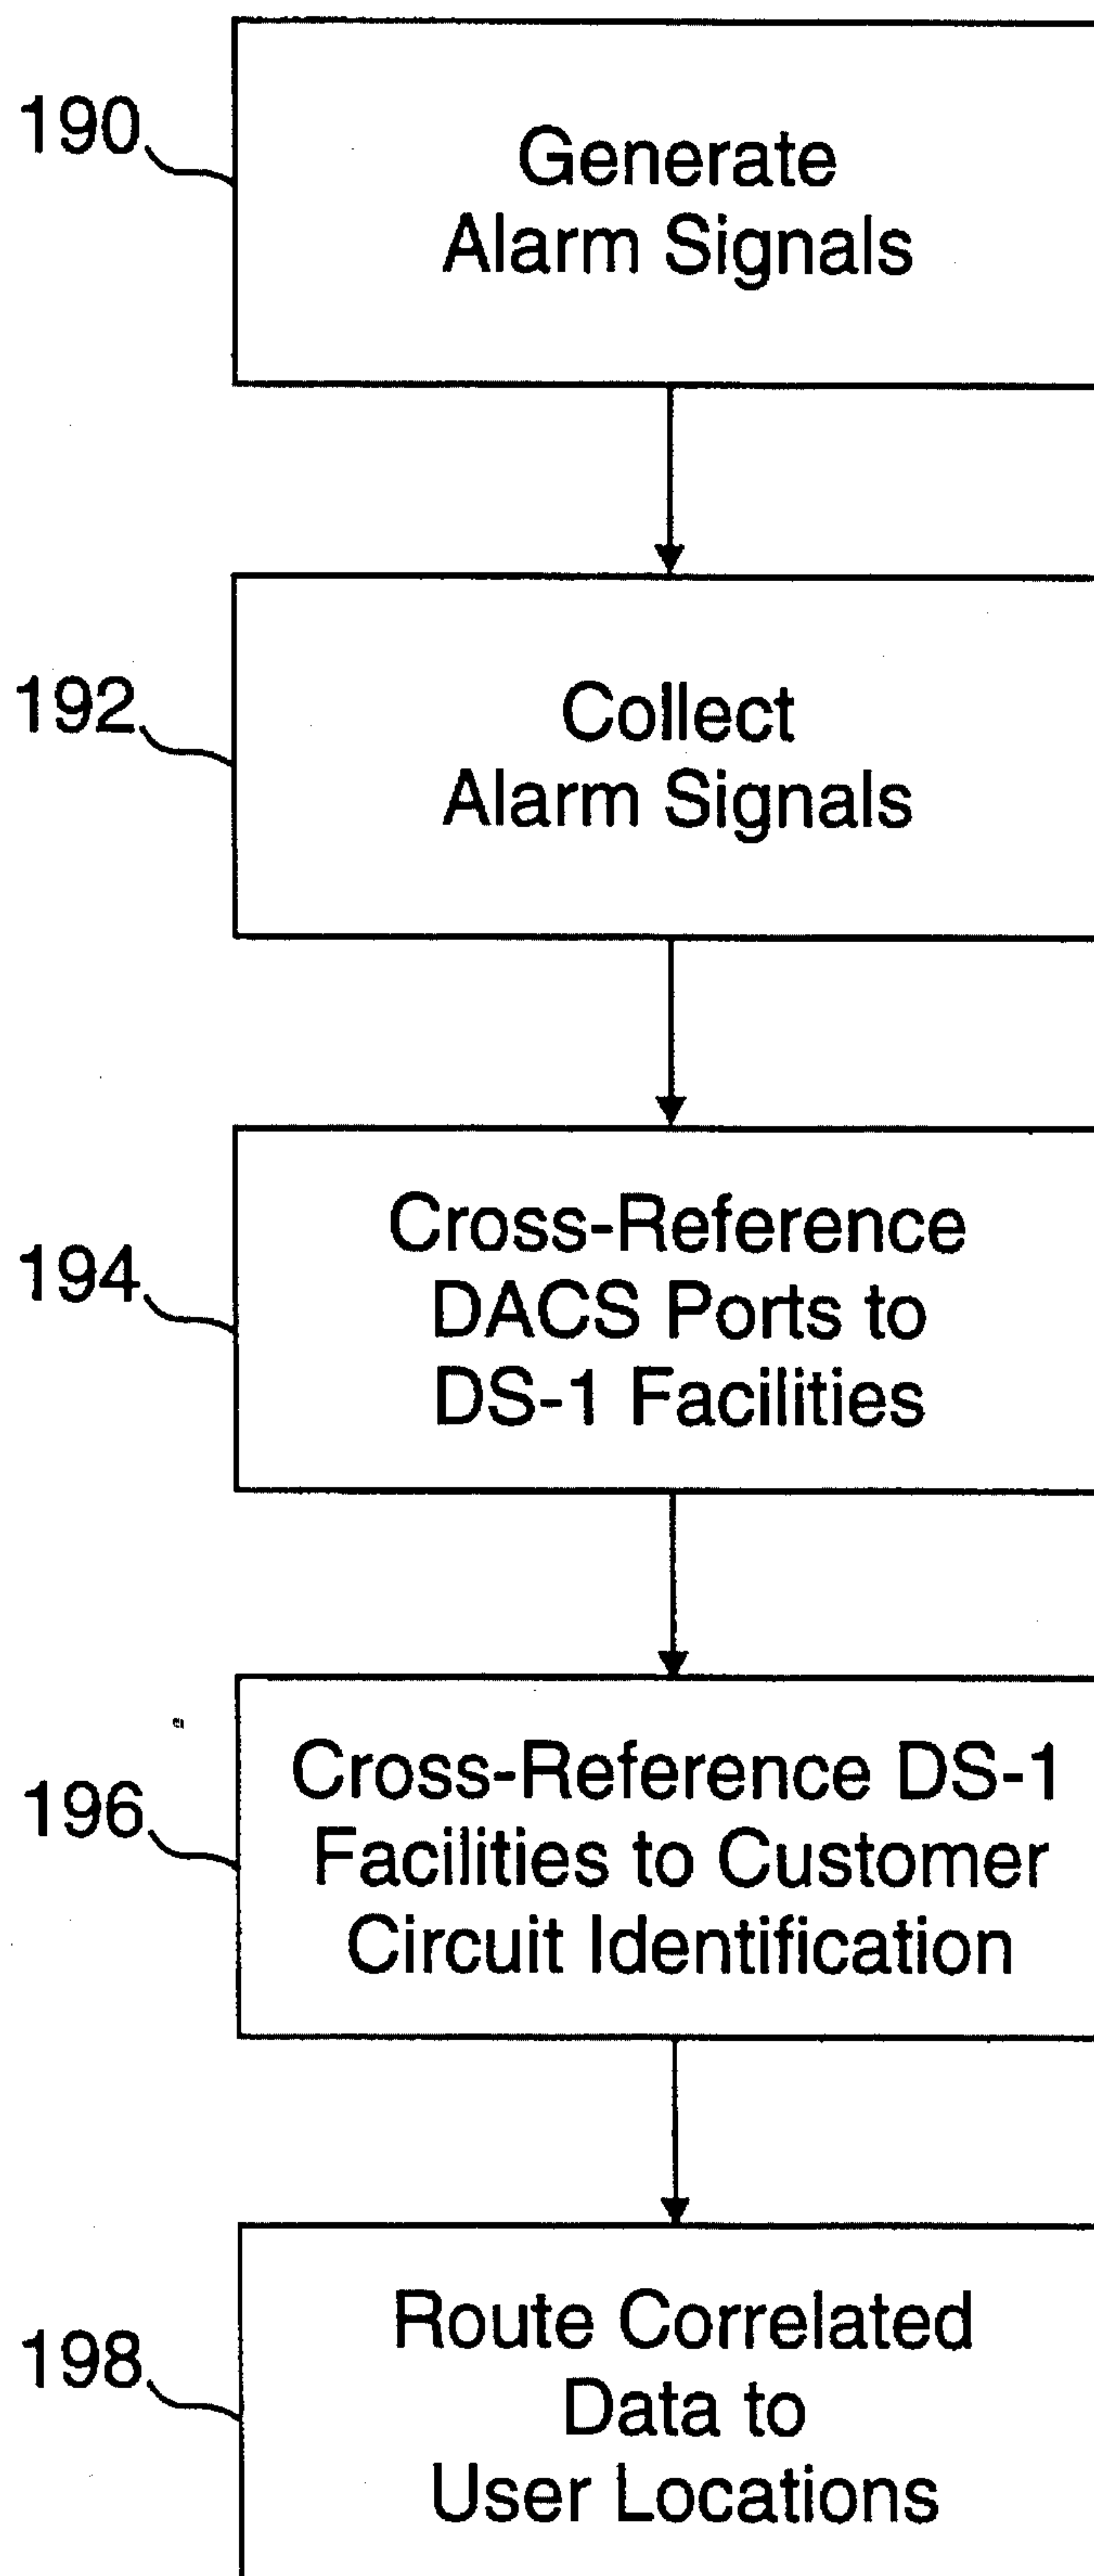 190
Generate
Alarm Signals
192
Collect
Alarm Signals
194
Cross-Reference
DACS Ports to
DS-1 Facilities
196
Cross-Reference DS-1
Facilities to Customer
Circuit Identification
198
Route Correlated
Data to
User Locations